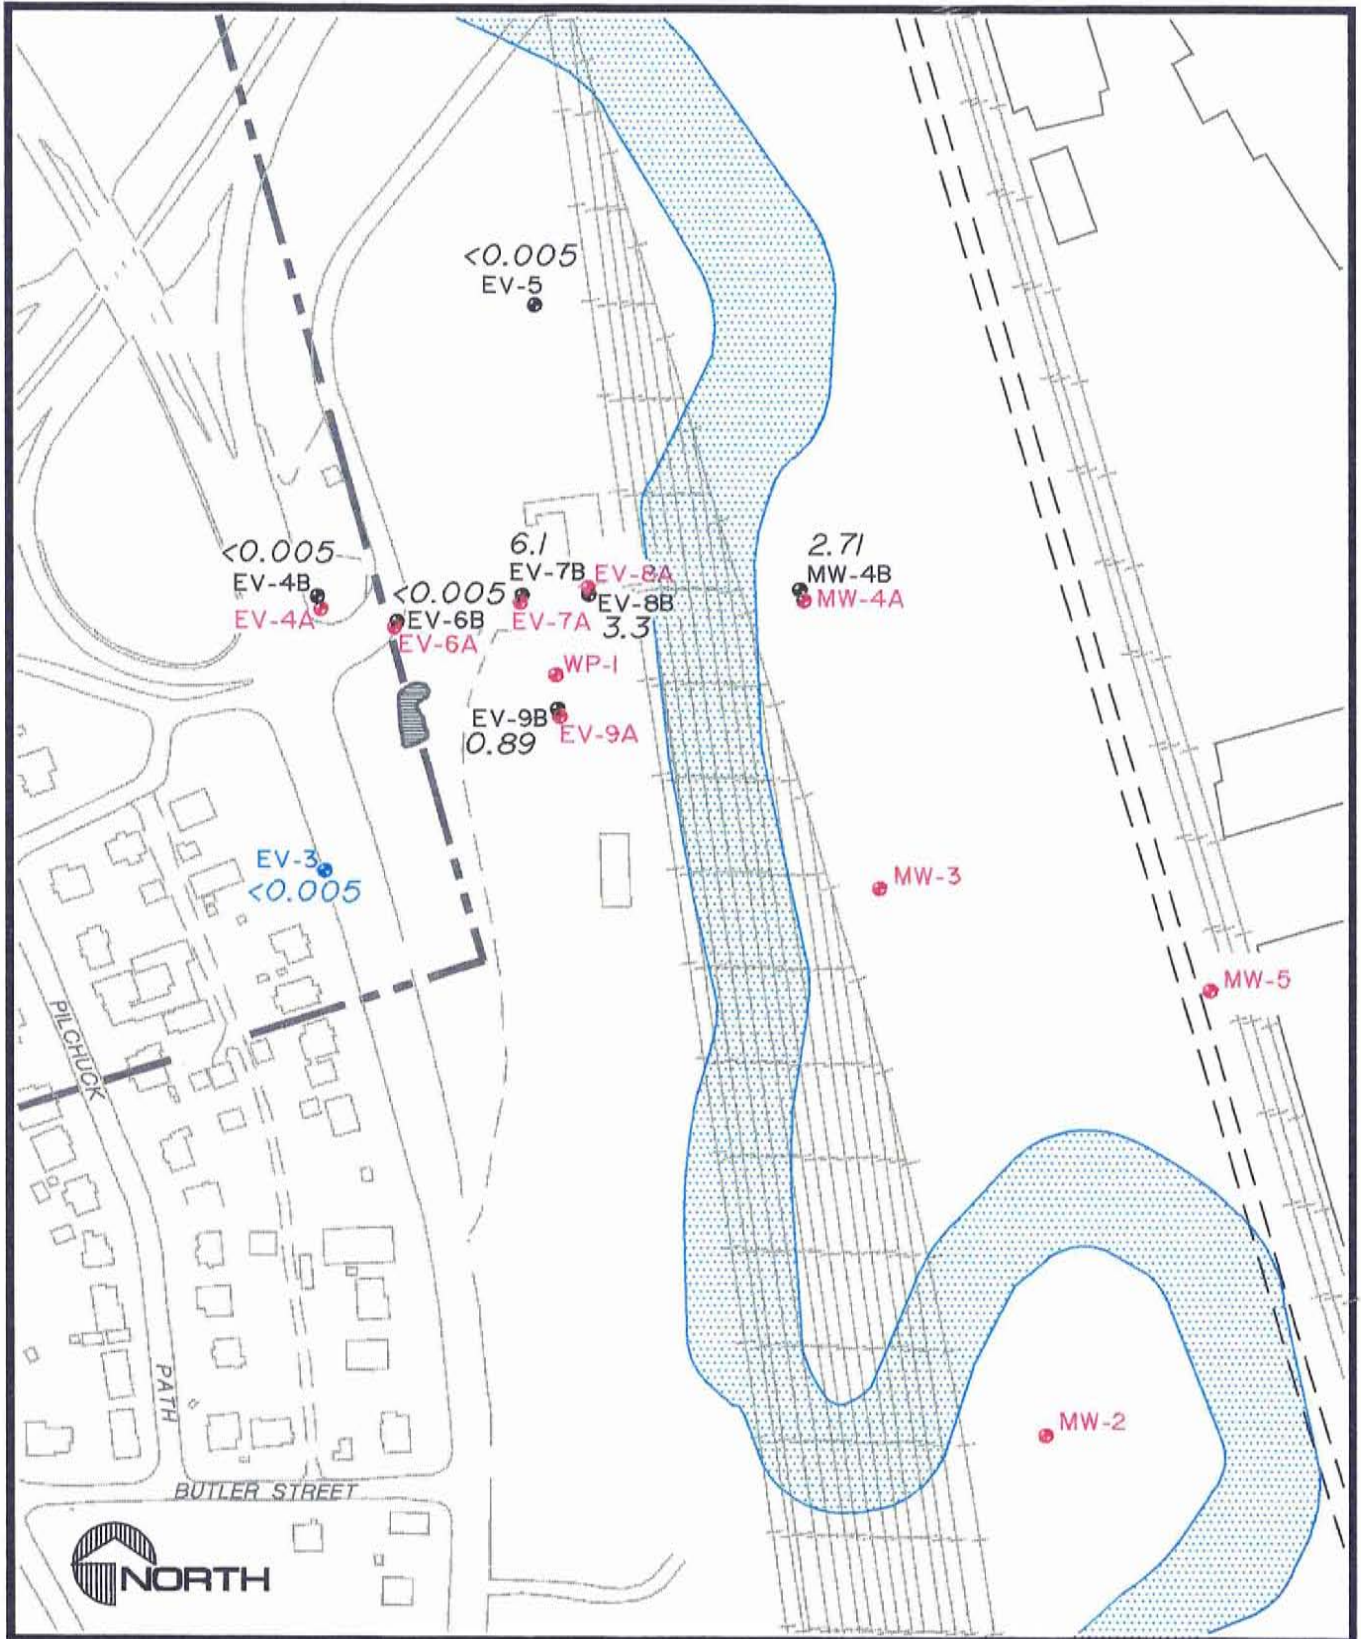 <0.005
EV-5
<0.005
EV-4B
EV-4A
<0.005
EV-6B
EV-6A
6.1
EV-7B
EV-7A
EV-8A
EV-8B
3.3
2.71
MW-4B
MW-4A
WP-1
EV-9B
EV-9A
0.89
EV-3
<0.005
MW-3
MW-5
PILCHUCK
PATH
MW-2
BUTLER STREET
NORTH